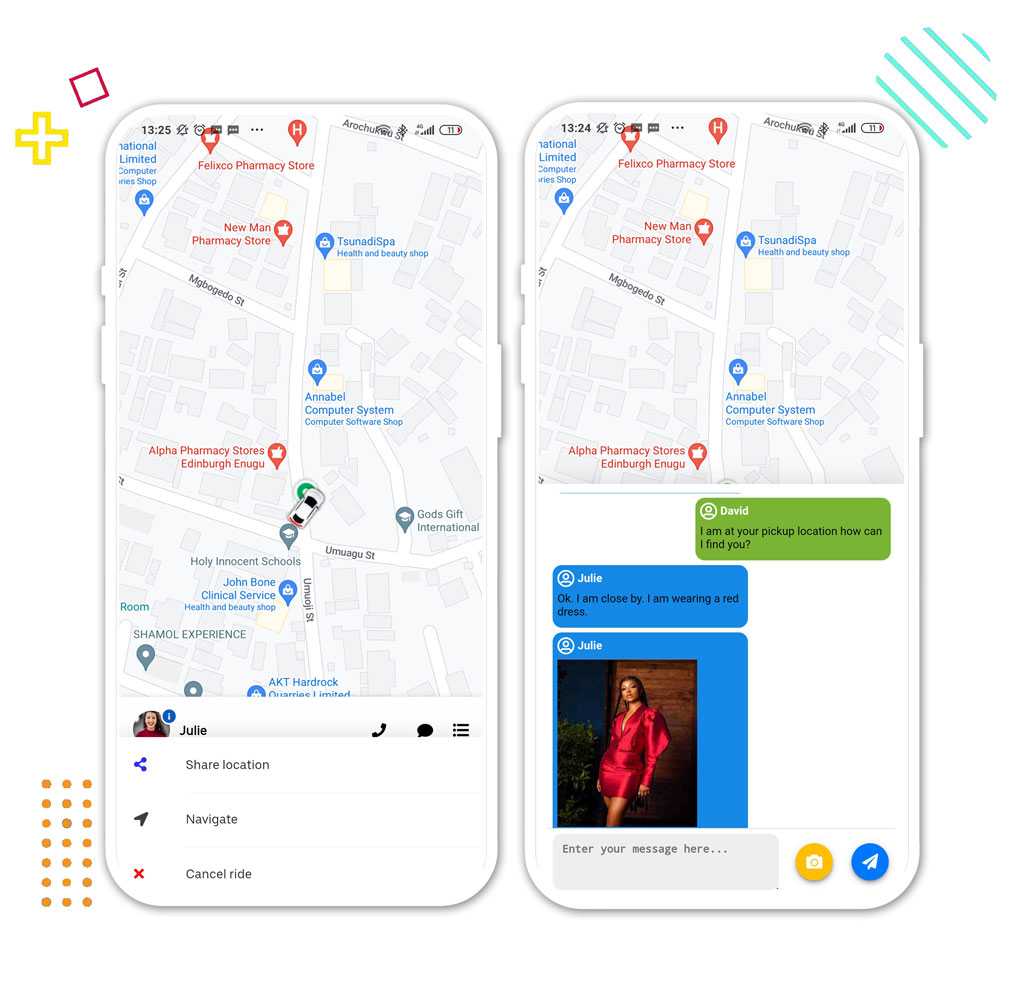 13:25
4G
11
Arochukwu
national
Limited
Computer
ries Shop
Felixco Pharmacy Store
New Man
Pharmacy Store
TsunadiSpa
Health and beauty shop
St
Mgbogedo St
Annabel
Computer System
Computer Software Shop
Alpha Pharmacy Stores
Edinburgh Enugu
st
Gods Gift
International
Holy Innocent Schools
Umuagu St
John Bone
Clinical Service
Health and beauty shop
Umuoji St
Room
SHAMOL EXPERIENCE
AKT Hardrock
Quarries Limited
Julie
Share location
Navigate
Cancel ride
13:24
4G
11
Arochukwu
national
Limited
Computer
ries Shop
Felixco Pharmacy Store
New Man
Pharmacy Store
TsunadiSpa
Health and beauty shop
St
Mgbogedo St
Annabel
Computer System
Computer Software Shop
Alpha Pharmacy Stores
Edinburgh Enugu
st
David
I am at your pickup location how can
I find you?
Julie
Ok. I am close by. I am wearing a red
dress.
Julie
Enter your message here...